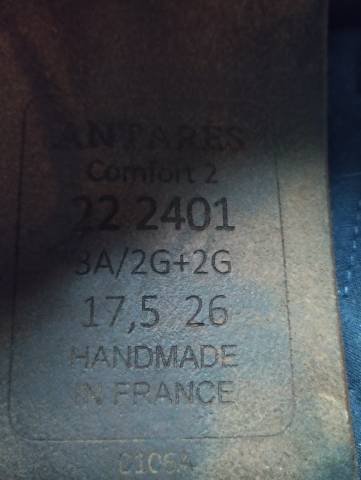 ANTARES
Comfort 2
22 2401
3A/2G+2G
17,5 26
HANDMADE
IN FRANCE